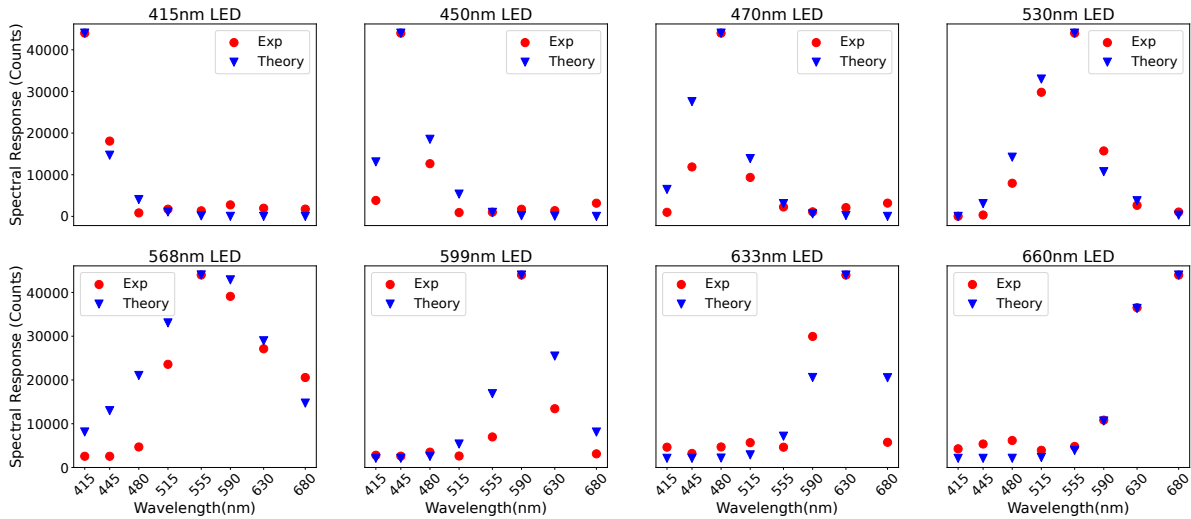 415nm LED
450nm LED
470nm LED
530nm LED
Spectral Response (Counts)
40000
30000
20000
10000
0
Exp
Theory
Exp
Theory
Exp
Theory
Exp
Theory
568nm LED
599nm LED
633nm LED
660nm LED
Spectral Response (Counts)
40000
30000
20000
10000
0
Exp
Theory
Exp
Theory
Exp
Theory
Exp
Theory
415 445 480 515 555 590 630 680
415 445 480 515 555 590 630 680
415 445 480 515 555 590 630 680
415 445 480 515 555 590 630 680
Wavelength(nm)
Wavelength(nm)
Wavelength(nm)
Wavelength(nm)